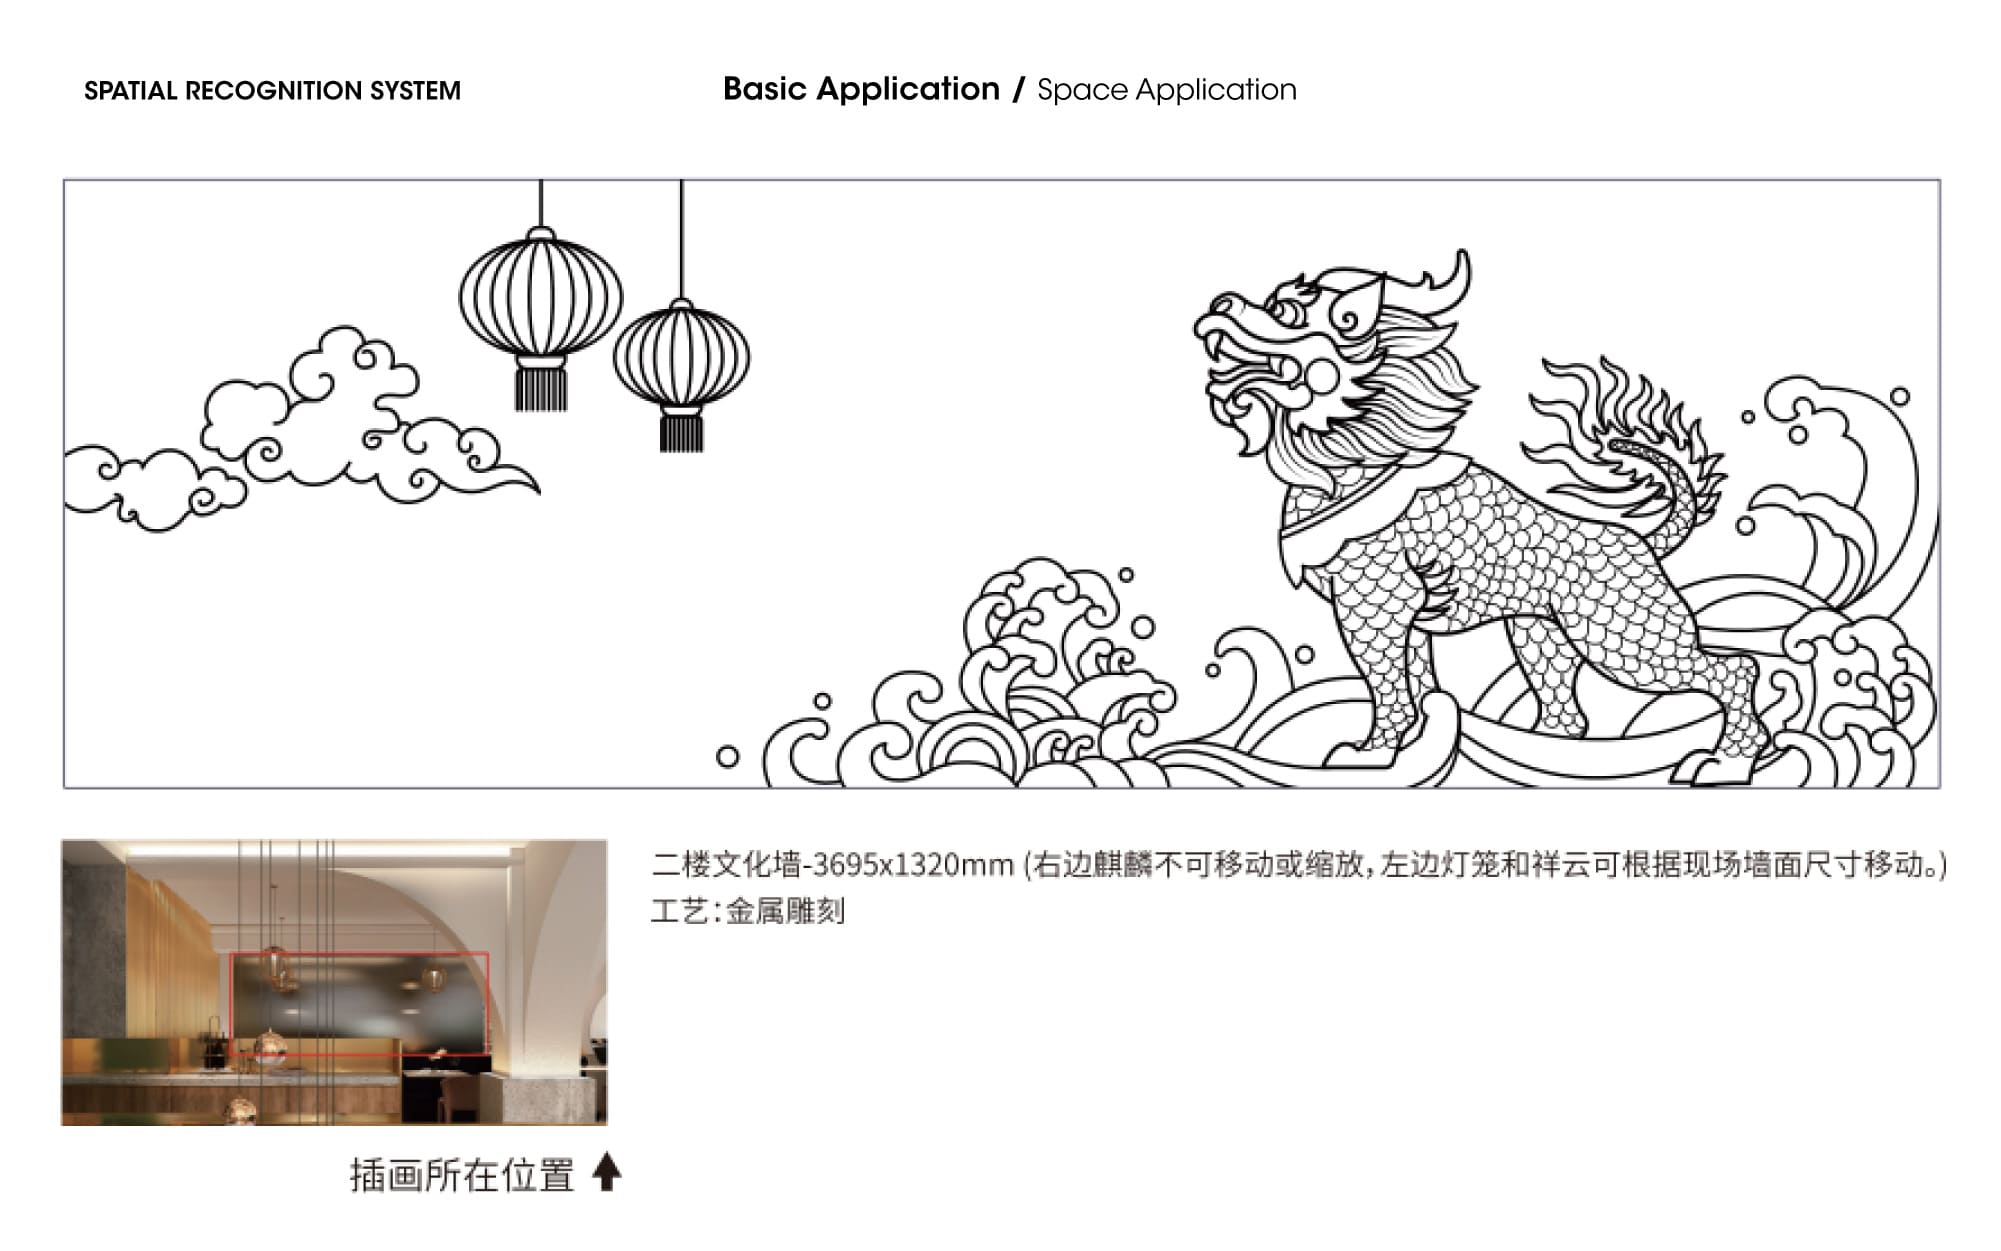 SPATIAL RECOGNITION SYSTEM
Basic Application / Space Application
二楼文化墙-3695x1320mm (右边麒麟不可移动或缩放，左边灯笼和祥云可根据现场墙面尺寸移动。)
工艺：金属雕刻
插画所在位置